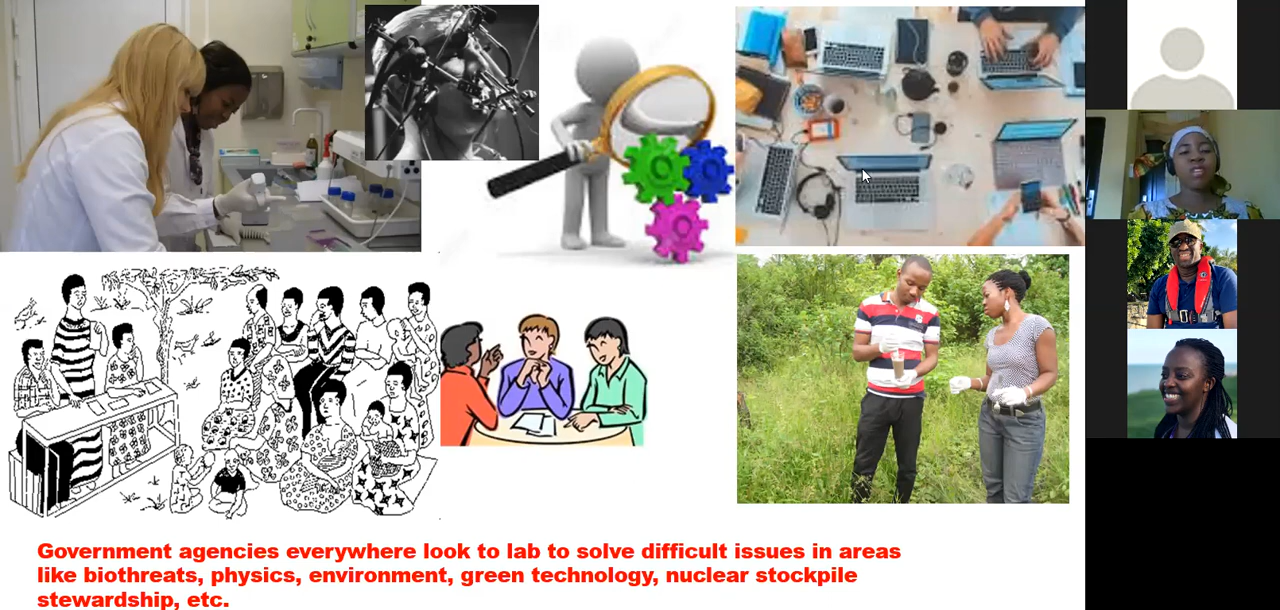 Government agencies everywhere look to lab to solve difficult issues in areas
like biothreats, physics, environment, green technology, nuclear stockpile
stewardship, etc.